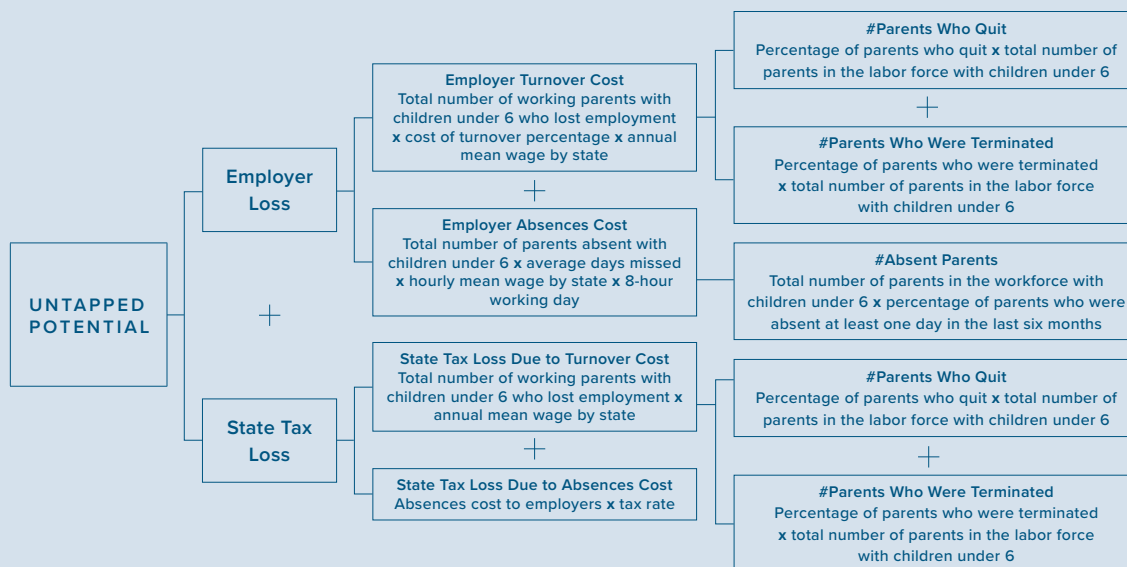 UNTAPPED
POTENTIAL
Employer
Loss
+
State Tax
Loss
Employer Turnover Cost
Total number of working parents with
children under 6 who lost employment
x cost of turnover percentage x annual
mean wage by state
+
Employer Absences Cost
Total number of parents absent with
children under 6 x average days missed
x hourly mean wage by state x 8-hour
working day
State Tax Loss Due to Turnover Cost
Total number of working parents with
children under 6 who lost employment x
annual mean wage by state
+
State Tax Loss Due to Absences Cost
Absences cost to employers x tax rate
#Parents Who Quit
Percentage of parents who quit x total number of
parents in the labor force with children under 6
+
#Parents Who Were Terminated
Percentage of parents who were terminated
x total number of parents in the labor force
with children under 6
#Absent Parents
Total number of parents in the workforce with
children under 6 x percentage of parents who were
absent at least one day in the last six months
#Parents Who Quit
Percentage of parents who quit x total number of
parents in the labor force with children under 6
+
#Parents Who Were Terminated
Percentage of parents who were terminated
x total number of parents in the labor force
with children under 6